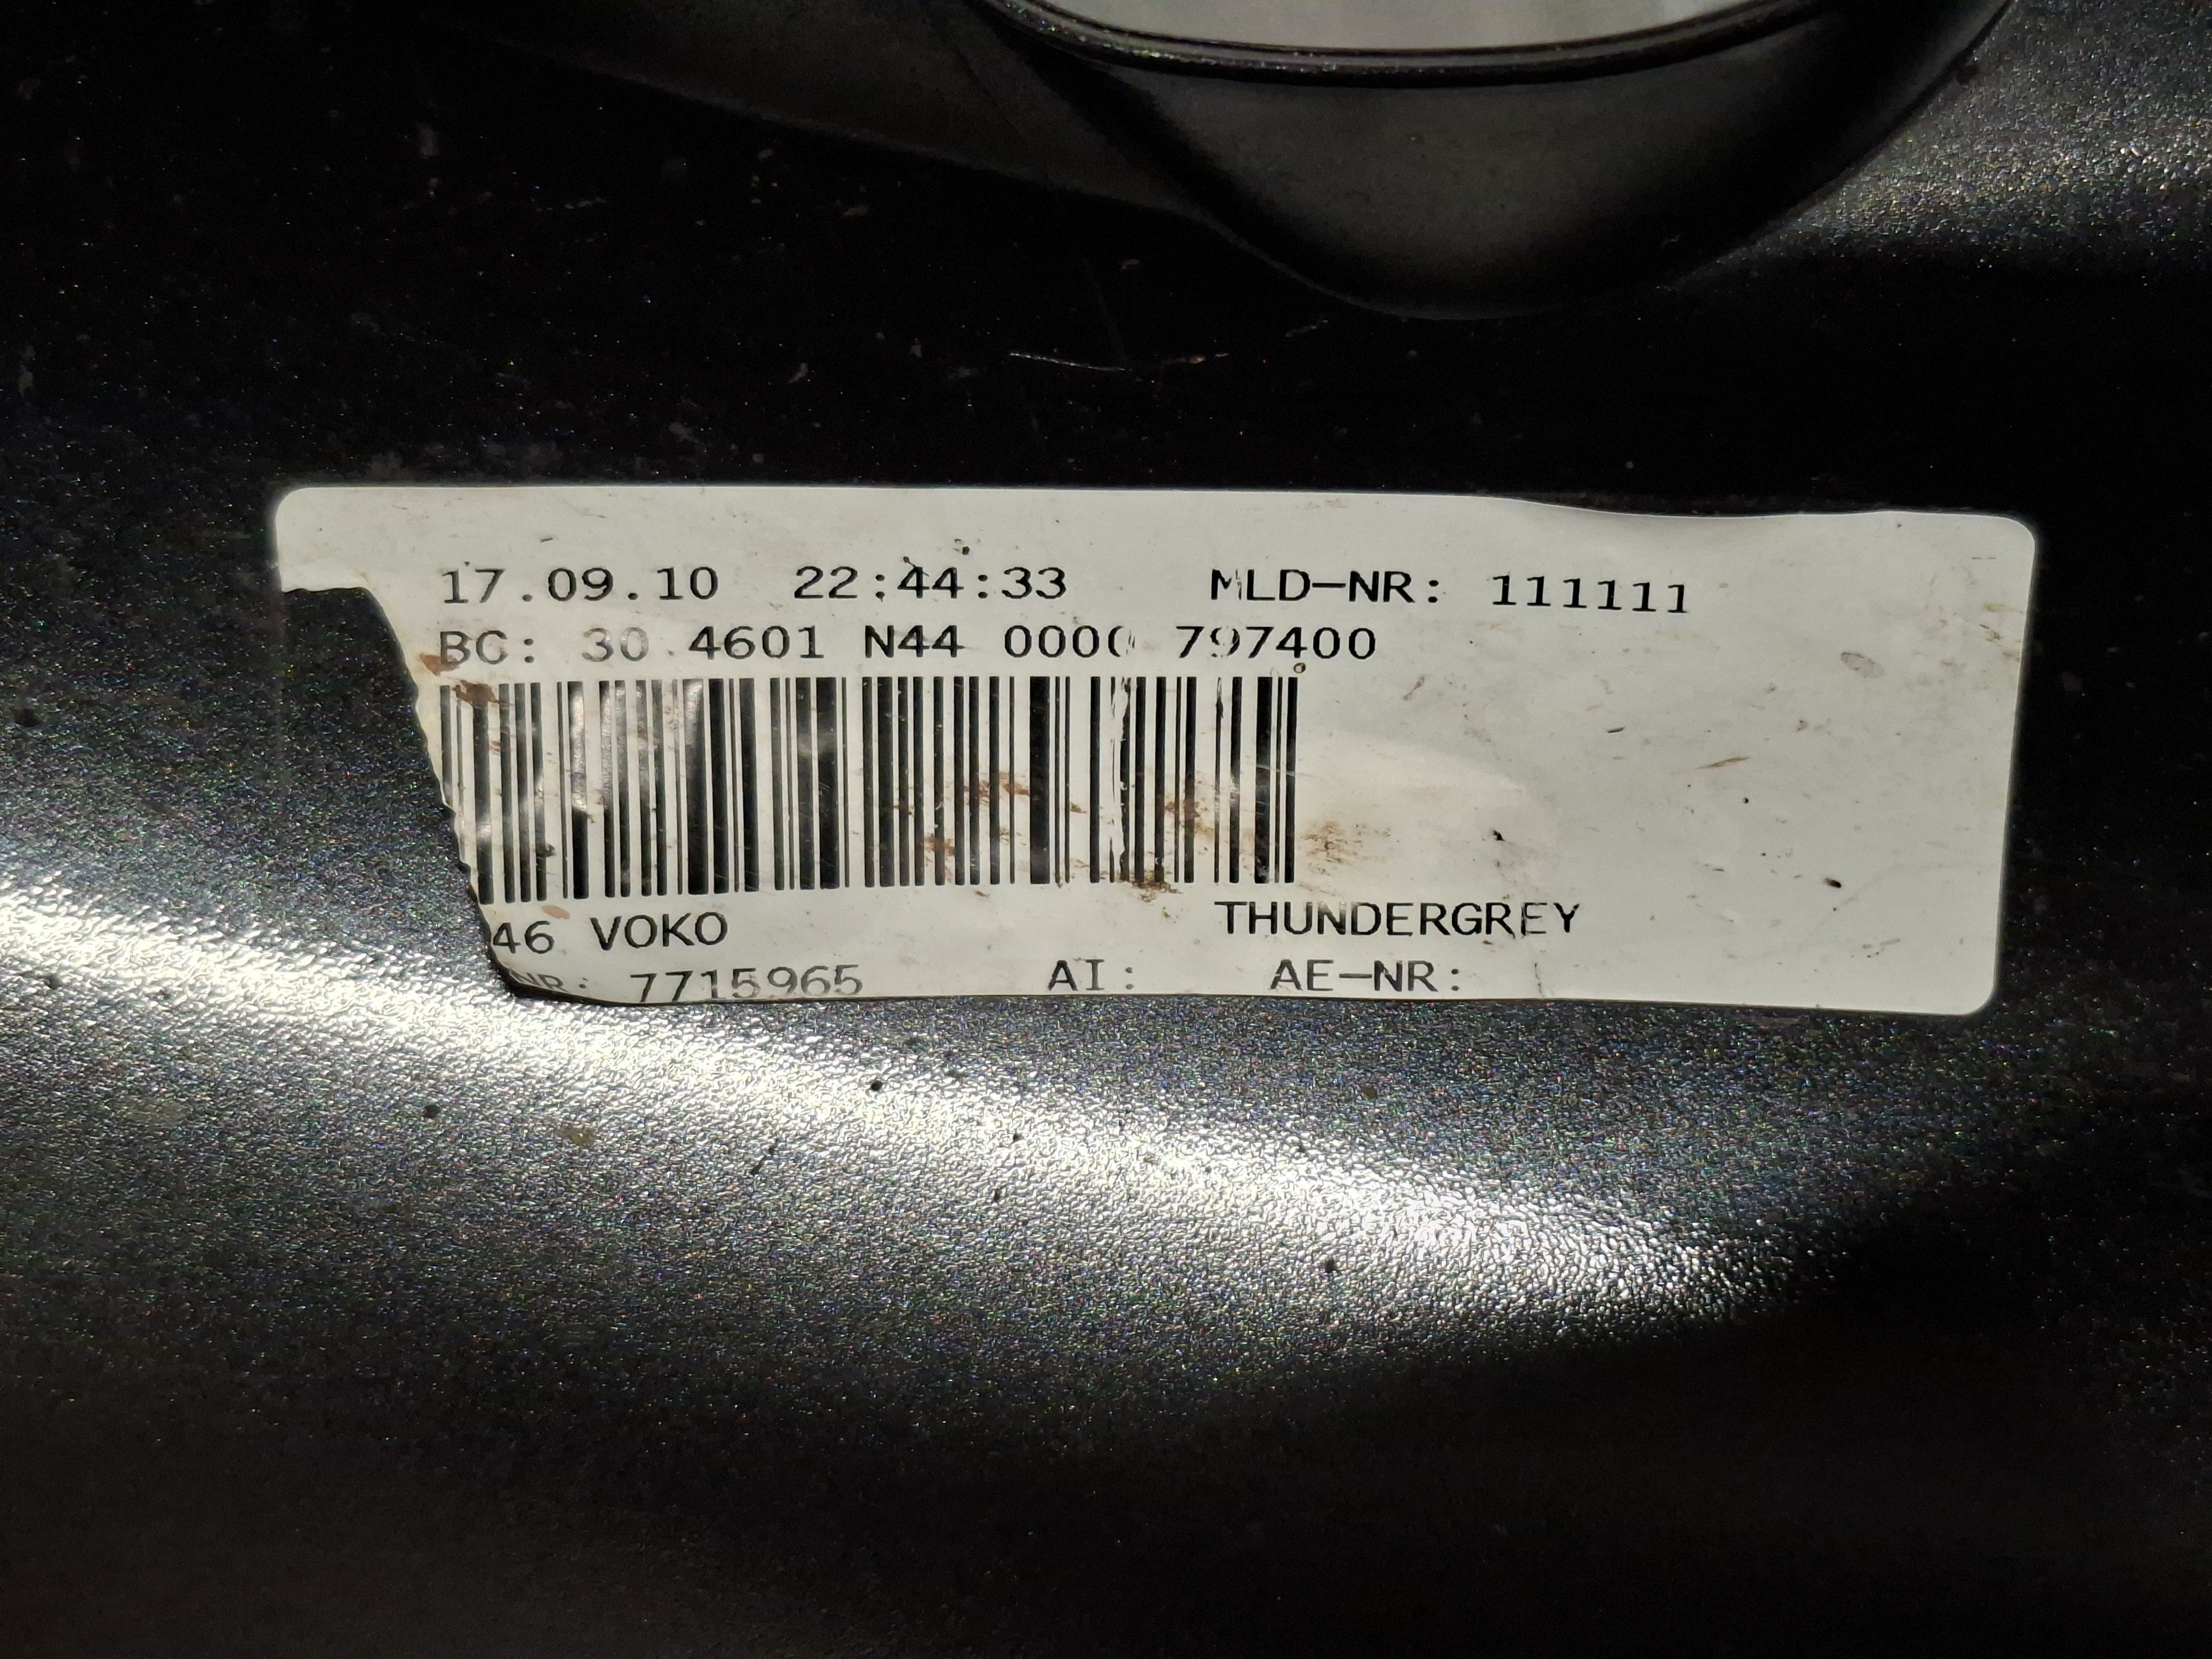 17.09.10 22:44:33 MLD-NR: 111111
BC: 30 4601 N44 0000 797400
46 VOKO THUNDERGREY
NR: 7715965 AI: AE-NR: